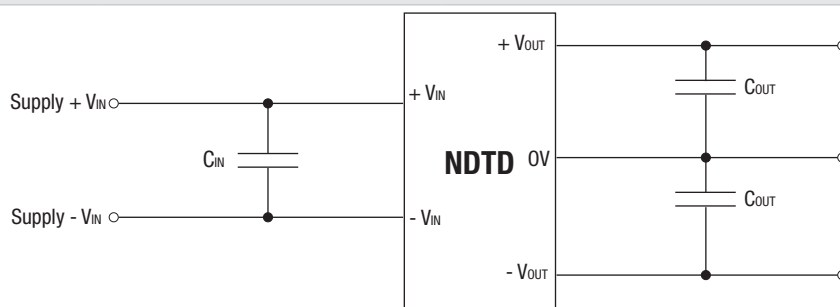 + VOUT
Supply + VIN
+ VIN
COUT
CIN
NDTD
0V
Supply - VIN
- VIN
COUT
- VOUT